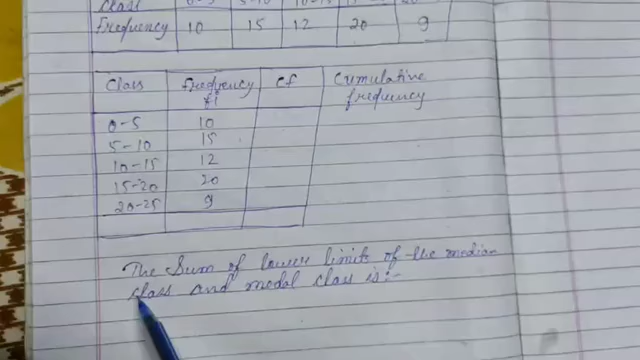 Class
Frequency 10 15 12 20 9
Class Frequency fi Cf Cumulative frequency
0-5 10
5-10 15
10-15 12
15-20 20
20-25 9
The Sum of lower limits of the median
class and modal class is:-